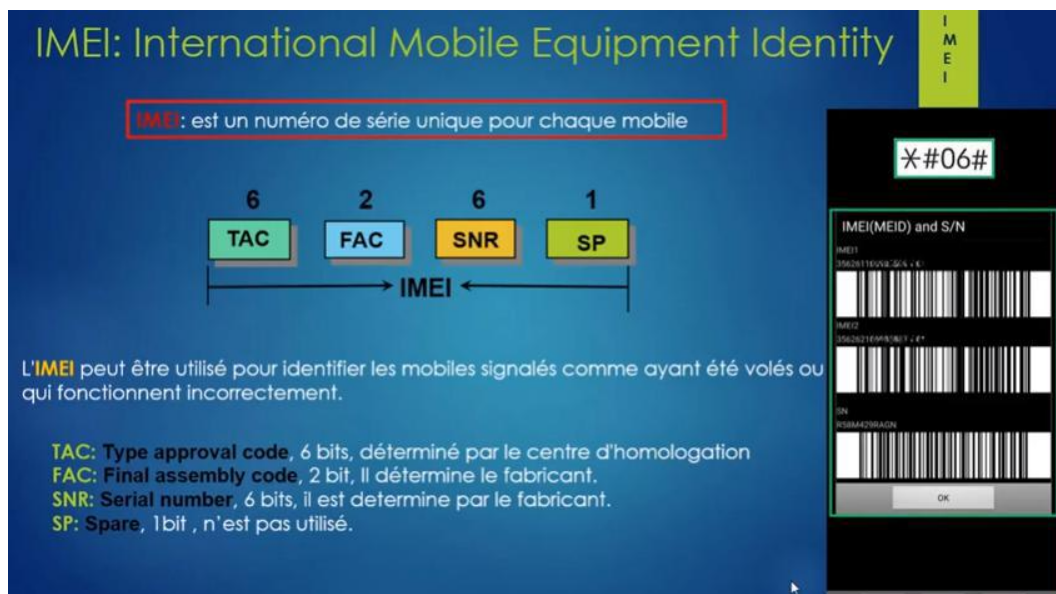 IMEI: International Mobile Equipment Identity
I
M
E
I
IMEI: est un numéro de série unique pour chaque mobile
*#06#
6 2 6 1
TAC FAC SNR SP
IMEI
IMEI(MEID) and S/N
IMEI1
IMEI2
SN
R58M429RAGN
OK
L'IMEI peut être utilisé pour identifier les mobiles signalés comme ayant été volés ou
qui fonctionnent incorrectement.
TAC: Type approval code, 6 bits, déterminé par le centre d'homologation
FAC: Final assembly code, 2 bit, Il détermine le fabricant.
SNR: Serial number, 6 bits, il est determine par le fabricant.
SP: Spare, 1bit , n'est pas utilisé.